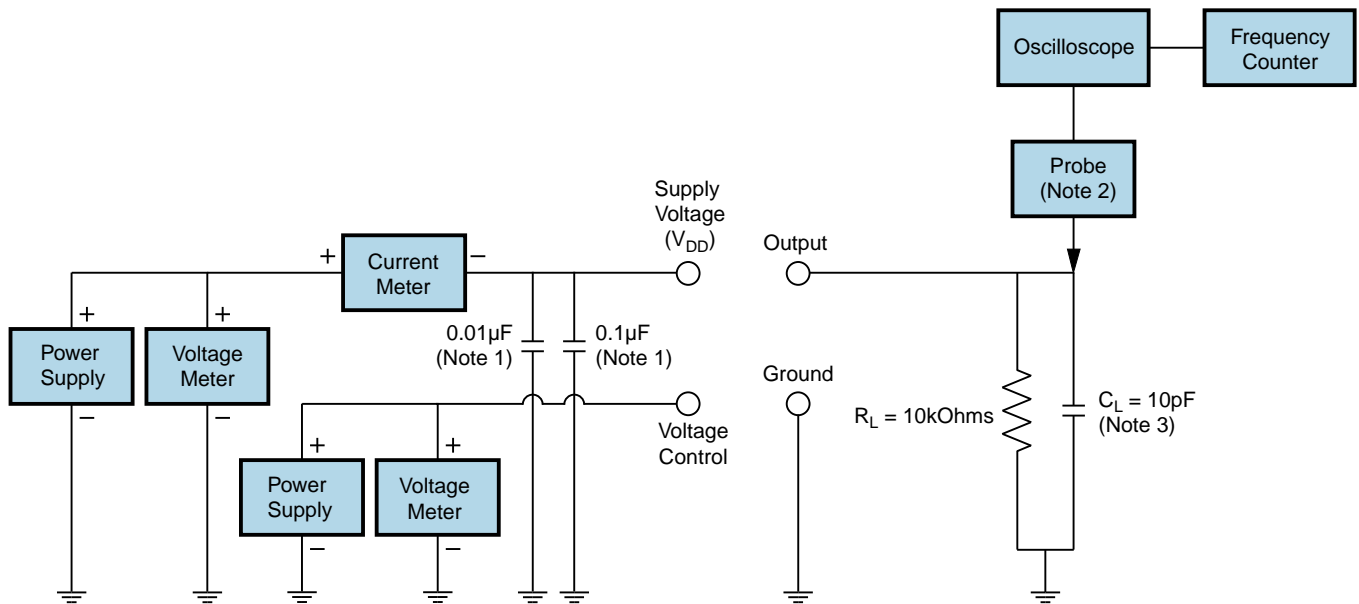 Oscilloscope
Frequency
Counter
Probe
(Note 2)
Supply
Voltage
(VDD)
Output
+
Current
Meter
−
+
Power
Supply
−
+
Voltage
Meter
−
0.01µF
(Note 1)
0.1µF
(Note 1)
Ground
Voltage
Control
RL = 10kOhms
CL = 10pF
(Note 3)
+
Power
Supply
−
+
Voltage
Meter
−